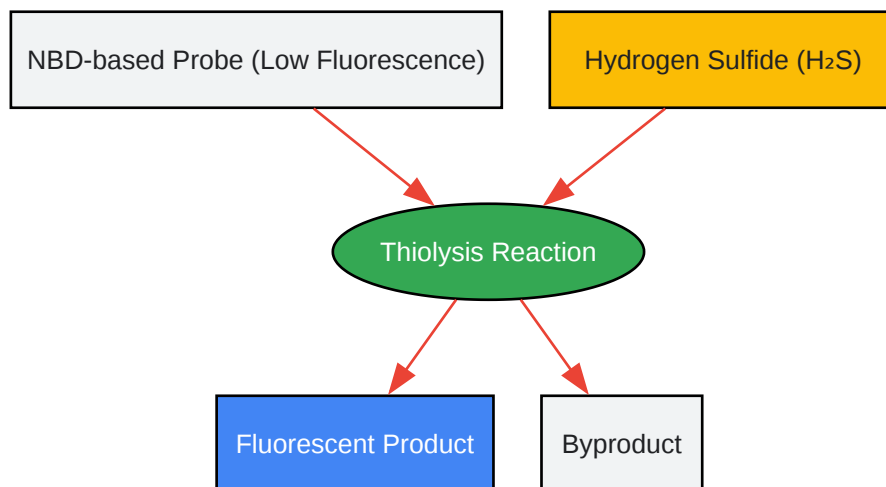 NBD-based Probe (Low Fluorescence)
Hydrogen Sulfide (H₂S)
Thiolysis Reaction
Fluorescent Product
Byproduct